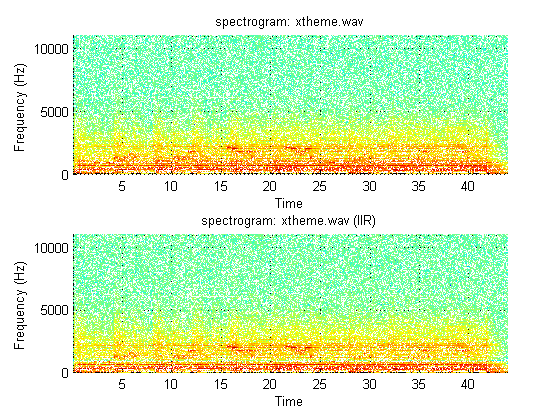 spectrogram: xtheme.wav
10000
5000
0
Frequency (Hz)
5 10 15 20 25 30 35 40
Time
spectrogram: xtheme.wav (IIR)
10000
5000
0
Frequency (Hz)
5 10 15 20 25 30 35 40
Time